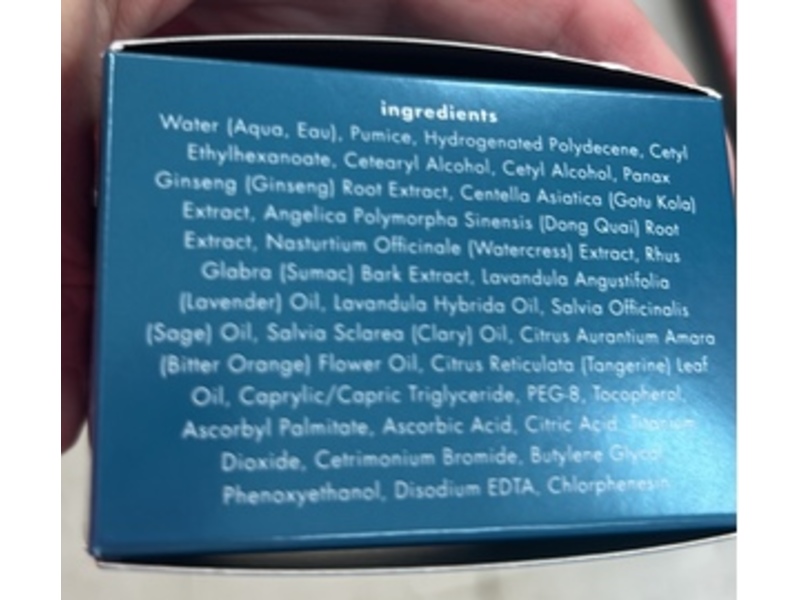 ingredients
Water (Aqua, Eau), Pumice, Hydrogenated Polydecene, Cetyl
Ethylhexanoate, Cetearyl Alcohol, Cetyl Alcohol, Panax
Ginseng (Ginseng) Root Extract, Centella Asiatica (Gotu Kola)
Extract, Angelica Polymorpha Sinensis (Dong Quai) Root
Extract, Nasturtium Officinale (Watercress) Extract, Rhus
Glabra (Sumac) Bark Extract, Lavandula Angustifolia
(Lavender) Oil, Lavandula Hybrida Oil, Salvia Officinalis
(Sage) Oil, Salvia Sclarea (Clary) Oil, Citrus Aurantium Amara
(Bitter Orange) Flower Oil, Citrus Reticulata (Tangerine) Leaf
Oil, Caprylic/Capric Triglyceride, PEG-8, Tocopherol,
Ascorbyl Palmitate, Ascorbic Acid, Citric Acid, Titanium
Dioxide, Cetrimonium Bromide, Butylene Glycol,
Phenoxyethanol, Disodium EDTA, Chlorphenesin